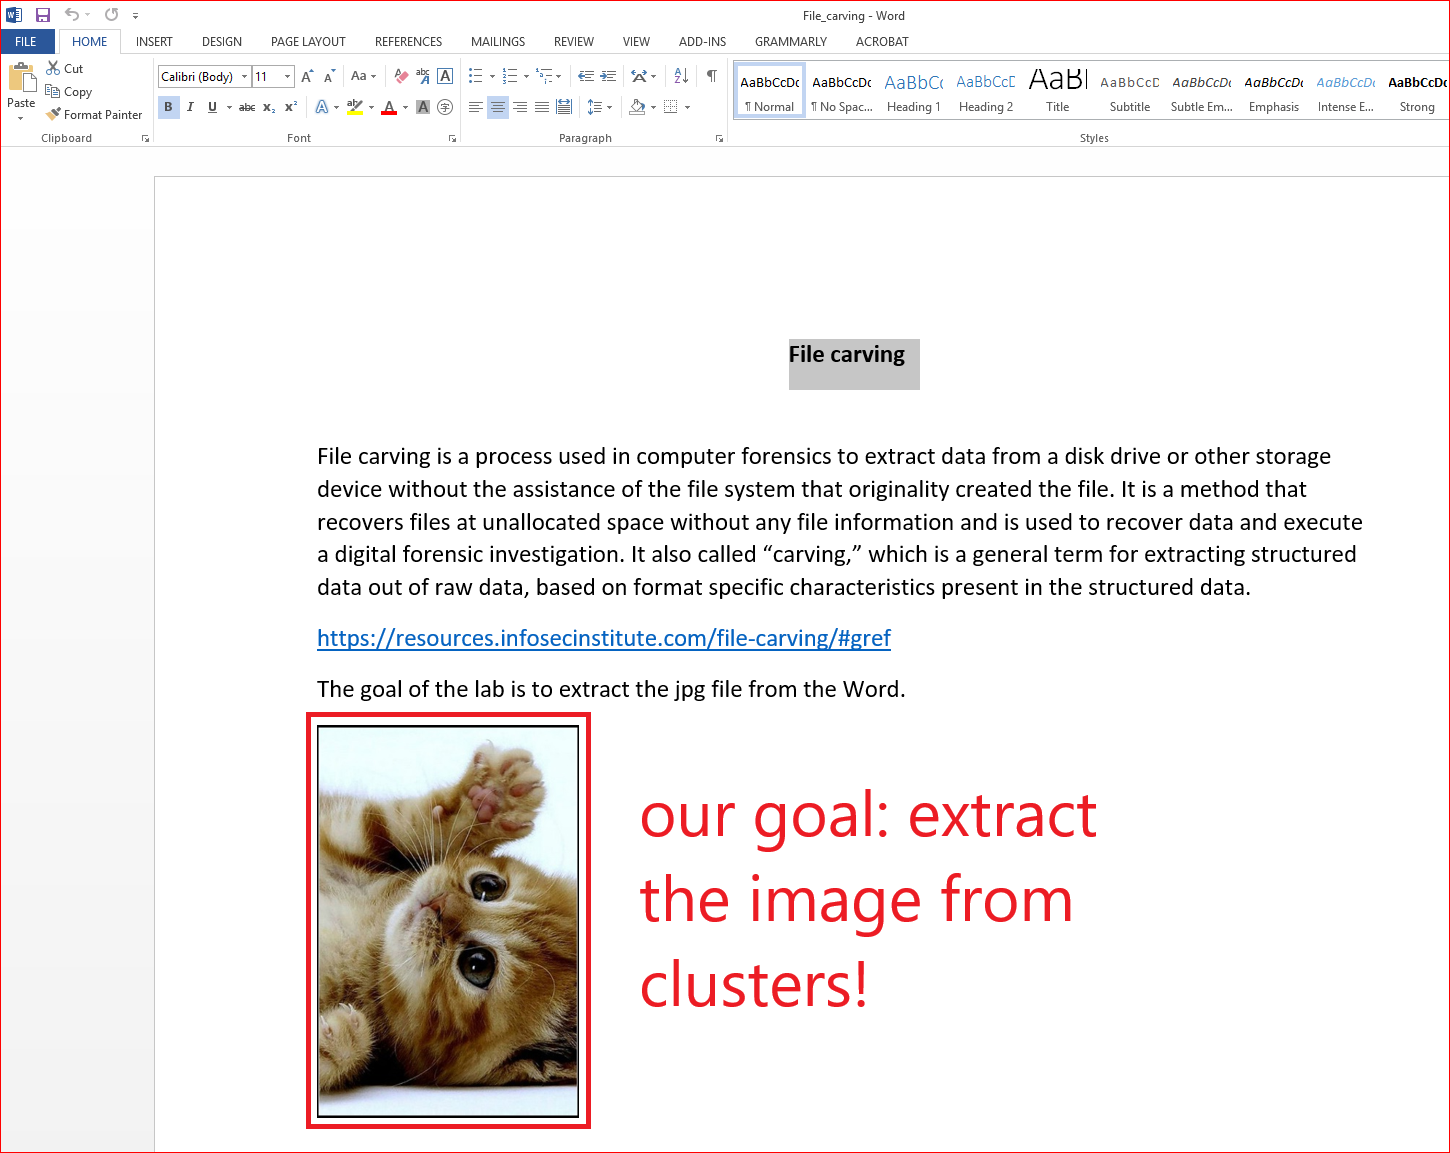 File_carving - Word
FILE HOME INSERT DESIGN PAGE LAYOUT REFERENCES MAILINGS REVIEW VIEW ADD-INS GRAMMARLY ACROBAT
Paste
Cut
Copy
Format Painter
Clipboard
Calibri (Body) 11
Font
Paragraph
AaBbCcDc AaBbCcDc AaBbCc AaBbCcD AaB AaBbCcD AaBbCcDc AaBbCcDc AaBbCcDc AaBbCcDc
¶ Normal ¶ No Spac... Heading 1 Heading 2 Title Subtitle Subtle Em... Emphasis Intense E... Strong
Styles
File carving
File carving is a process used in computer forensics to extract data from a disk drive or other storage
device without the assistance of the file system that originality created the file. It is a method that
recovers files at unallocated space without any file information and is used to recover data and execute
a digital forensic investigation. It also called “carving,” which is a general term for extracting structured
data out of raw data, based on format specific characteristics present in the structured data.
https://resources.infosecinstitute.com/file-carving/#gref
The goal of the lab is to extract the jpg file from the Word.
our goal: extract
the image from
clusters!